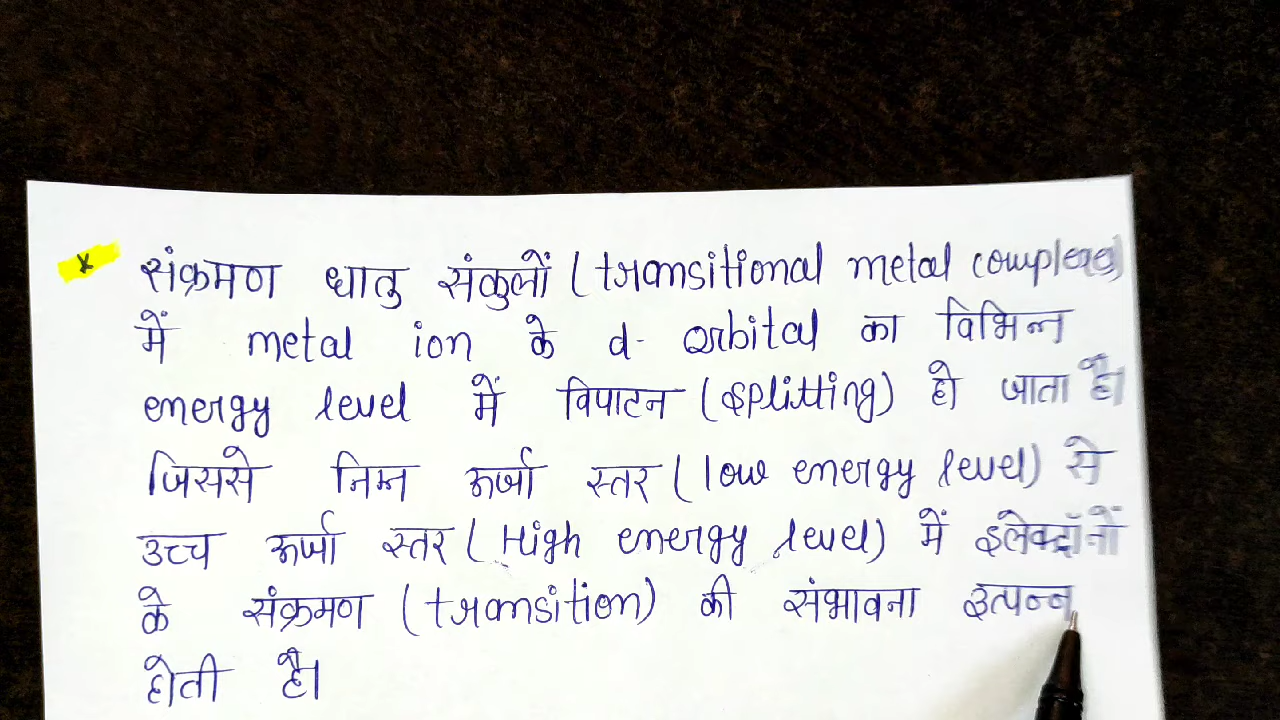 x संक्रमण धातु संकुलों (transitional metal complexes)
में metal ion के d- orbital का विभिन्न
energy level में विपाटन (splitting) हो जाता है।
जिससे निम्न ऊर्जा स्तर (low energy level) से
उच्च ऊर्जा स्तर (High energy level) में इलेक्ट्रॉनों
के संक्रमण (transition) की संभावना उत्पन्न
होती है।